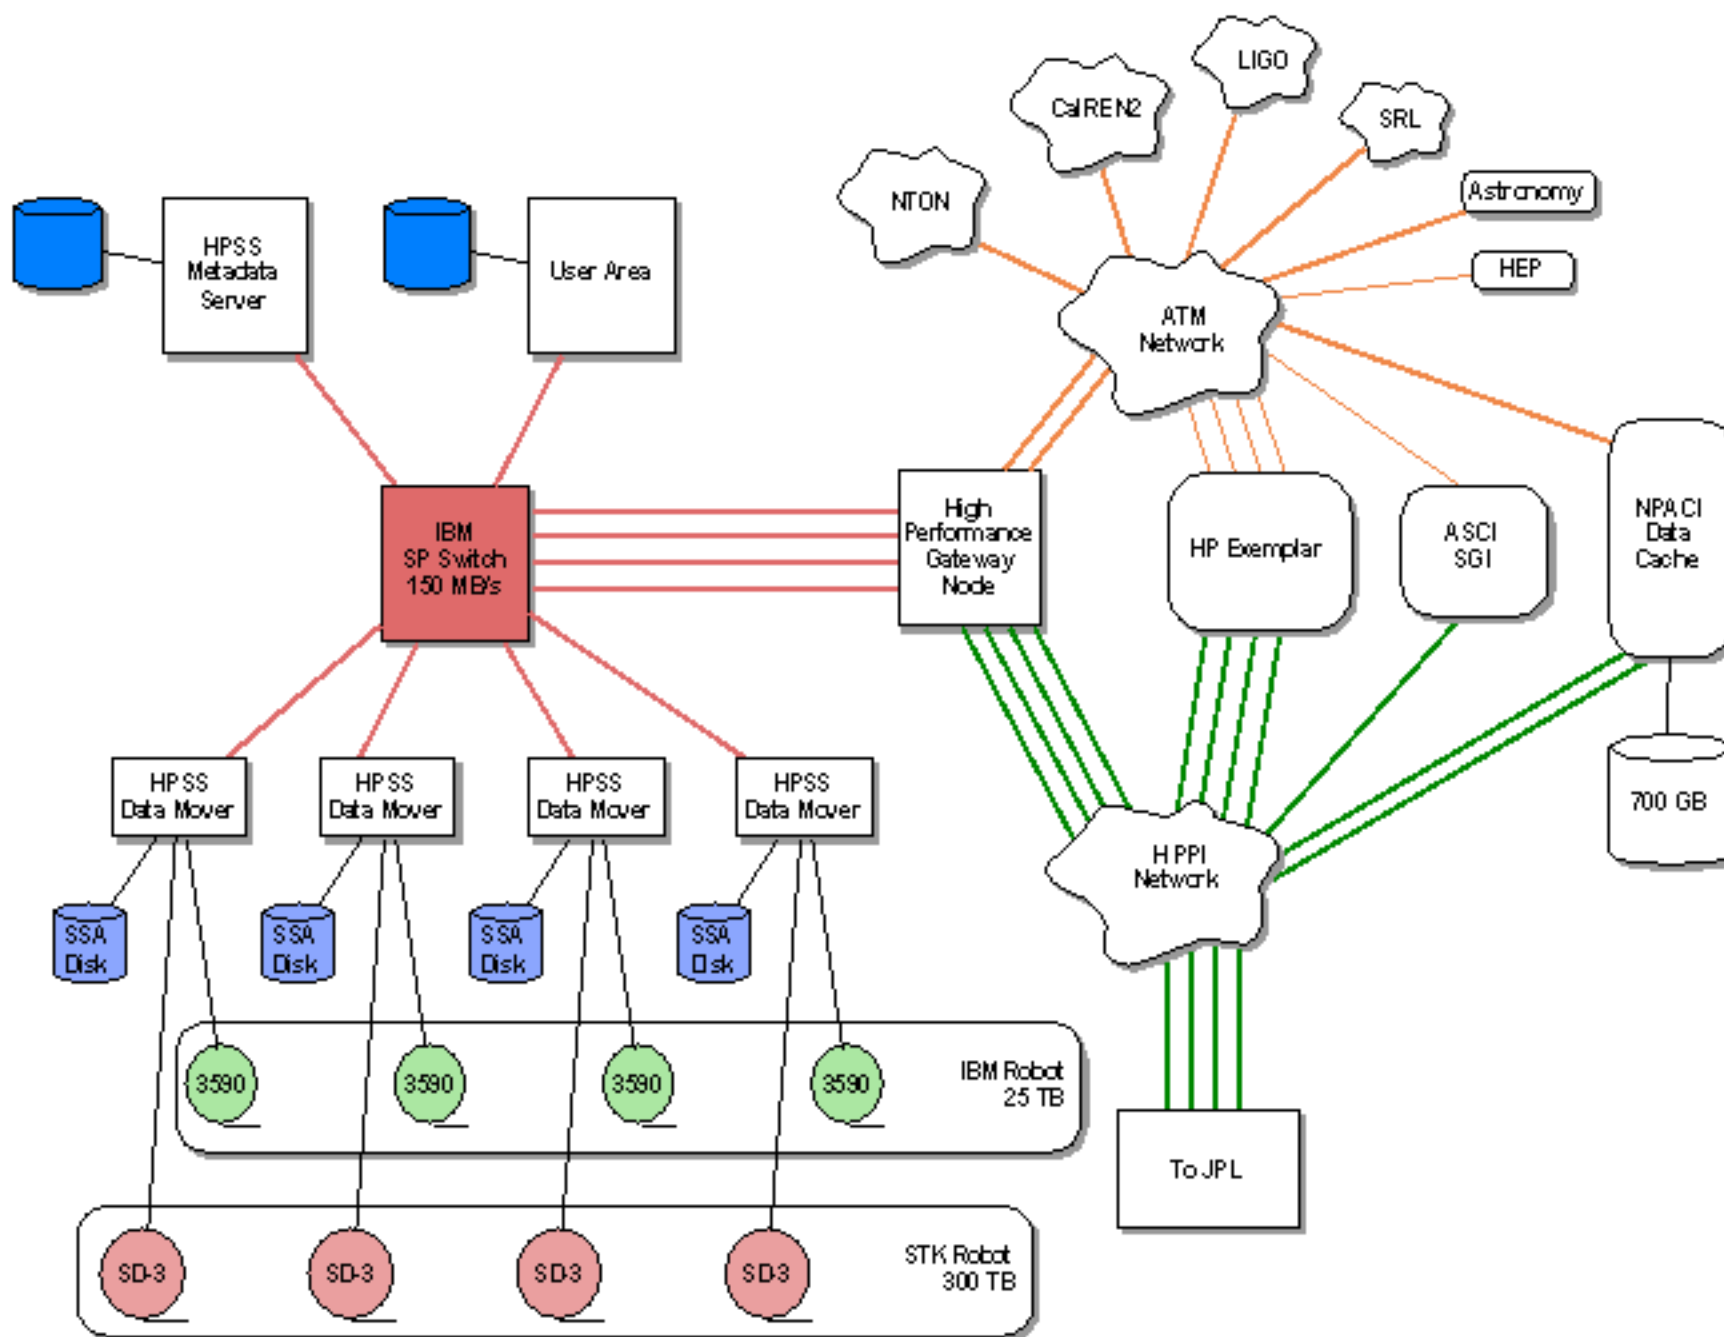 LIGO
CalREN2
SRL
NTON
Astronomy
HEP
HPSS
Metadata
Server
User Area
ATM
Network
IBM
SP Switch
150 MB/s
High
Performance
Gateway
Node
HP Exemplar
ASCI
SGI
NPACI
Data
Cache
HPSS
Data Mover
HPSS
Data Mover
HPSS
Data Mover
HPSS
Data Mover
700 GB
HPPI
Network
SSA
Disk
SSA
Disk
SSA
Disk
SSA
Disk
3590
3590
3590
3590
IBM Robot
25 TB
To JPL
SD-3
SD-3
SD-3
SD-3
STK Robot
300 TB